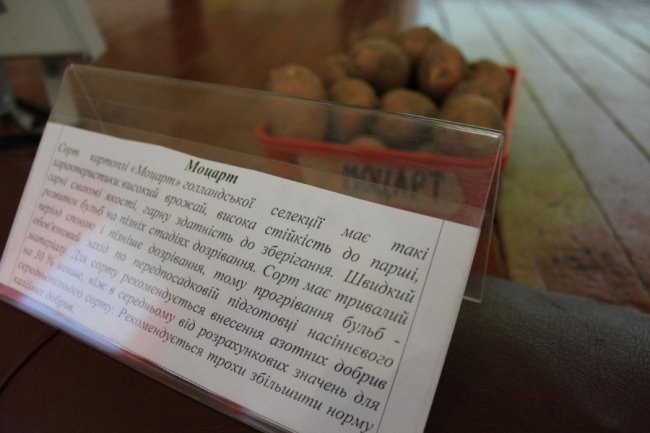 Моцарт
Сорт картоплі «Моцарт» голландської селекції має такі
характеристики:високий врожай, висока стійкість до парші,
гарні смакові якості, гарну здатність до зберігання. Швидкий
розвиток бульб на пізніх стадіях дозрівання. Сорт має тривалий
період спокою і пізніше дозрівання, тому прогрівання бульб -
обов'язковий захід по передпосадковій підготовці насіннєвого
матеріалу. Для сорту рекомендується внесення азотних добрив
на 30 % менше, ніж в середньому від розрахункових значень для
середньопізнього сорту. Рекомендується трохи збільшити норму
калійних добрив.
МОЦАРТ